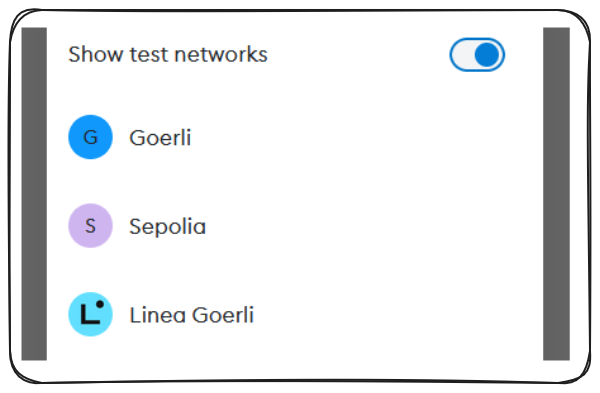 Show test networks
G Goerli
S Sepolia
L Linea Goerli